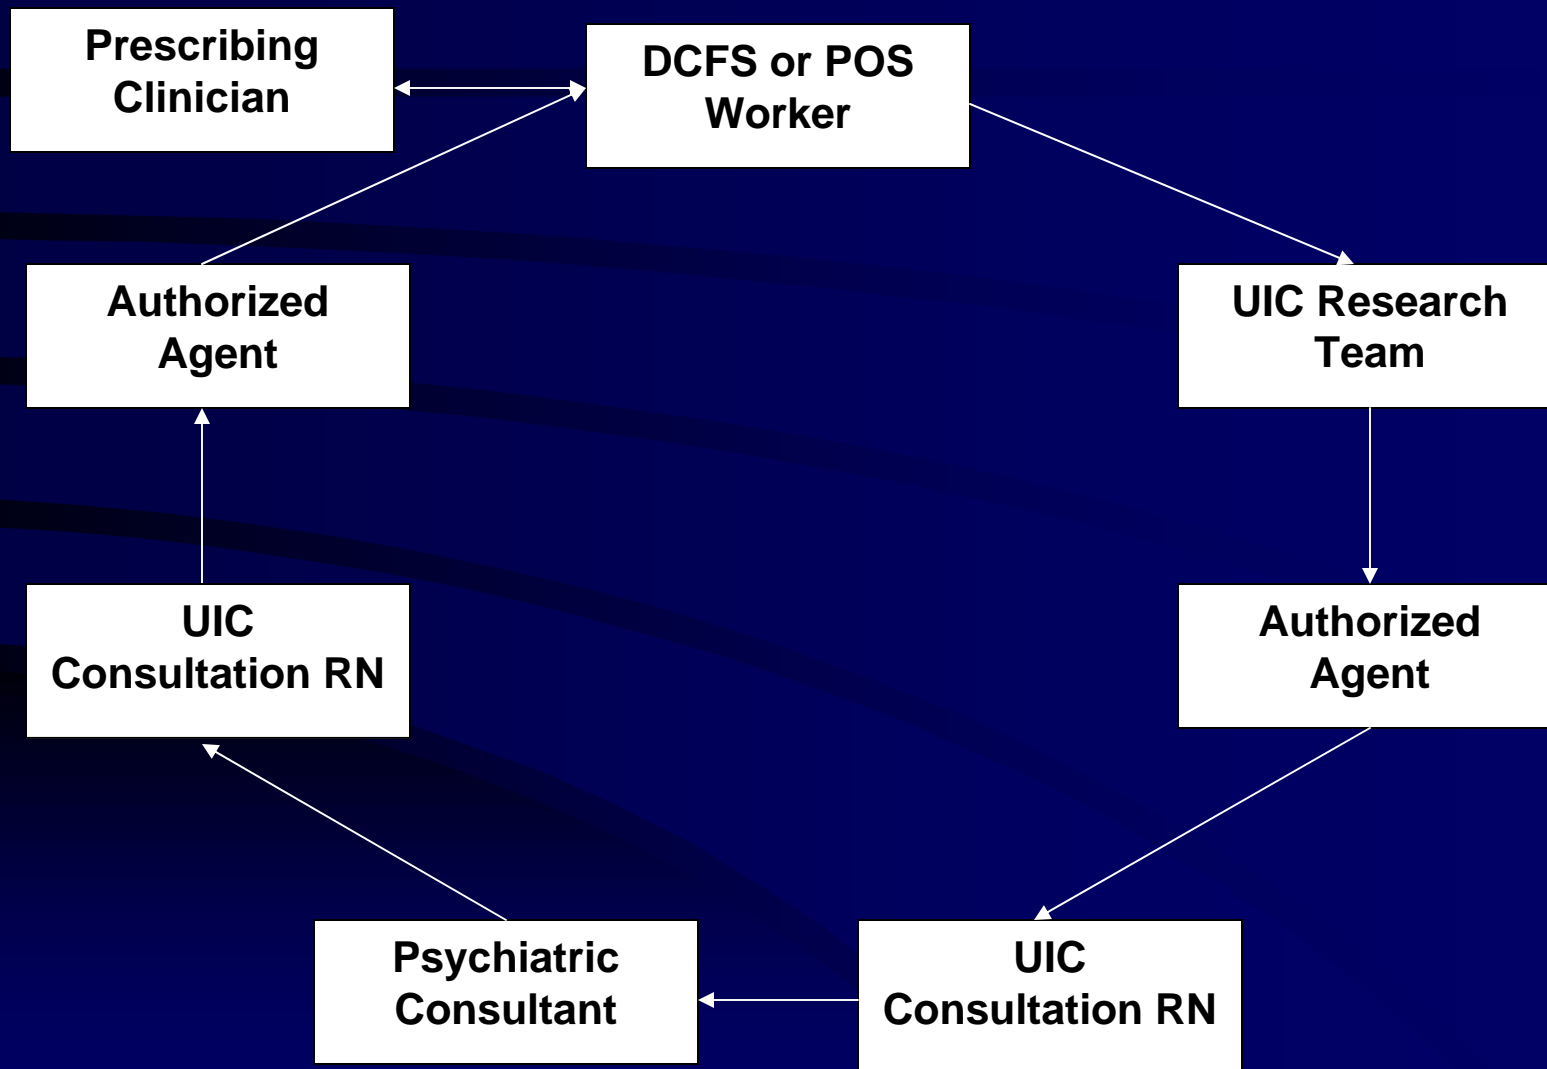 Prescribing
Clinician
DCFS or POS
Worker
Authorized
Agent
UIC Research
Team
UIC
Consultation RN
Authorized
Agent
Psychiatric
Consultant
UIC
Consultation RN